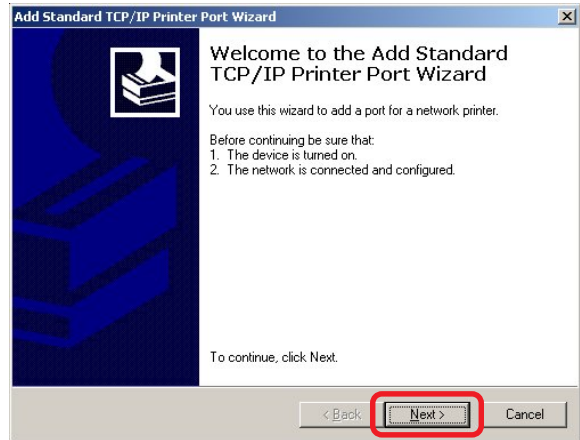 Add Standard TCP/IP Printer Port Wizard
Welcome to the Add Standard
TCP/IP Printer Port Wizard
You use this wizard to add a port for a network printer.
Before continuing be sure that:
1. The device is turned on.
2. The network is connected and configured.
To continue, click Next.
< Back Next > Cancel